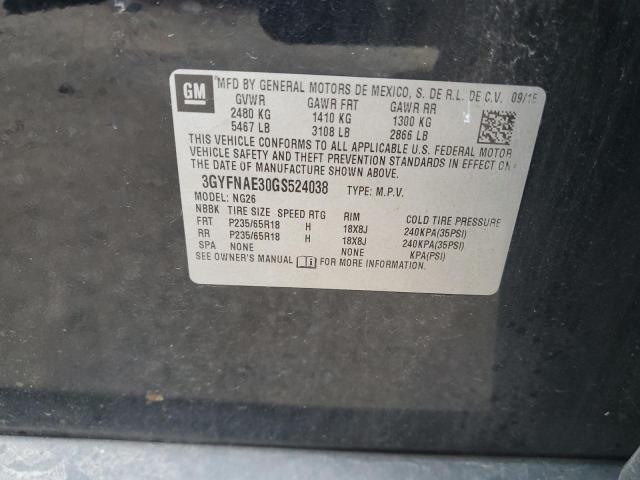 GM
MFD BY GENERAL MOTORS DE MEXICO, S. DE R.L. DE C.V. 09/15
GVWR GAWR FRT GAWR RR
2480 KG 1410 KG 1300 KG
5467 LB 3108 LB 2866 LB
THIS VEHICLE CONFORMS TO ALL APPLICABLE U.S. FEDERAL MOTOR
VEHICLE SAFETY AND THEFT PREVENTION STANDARDS IN EFFECT ON
THE DATE OF MANUFACTURE SHOWN ABOVE.
3GYFNAE30GS524038 TYPE: M.P.V.
MODEL: NG26
NBBK TIRE SIZE SPEED RTG RIM COLD TIRE PRESSURE
FRT P235/65R18 H 18X8J 240KPA(35PSI)
RR P235/65R18 H 18X8J 240KPA(35PSI)
SPA NONE NONE KPA(PSI)
SEE OWNER'S MANUAL FOR MORE INFORMATION.